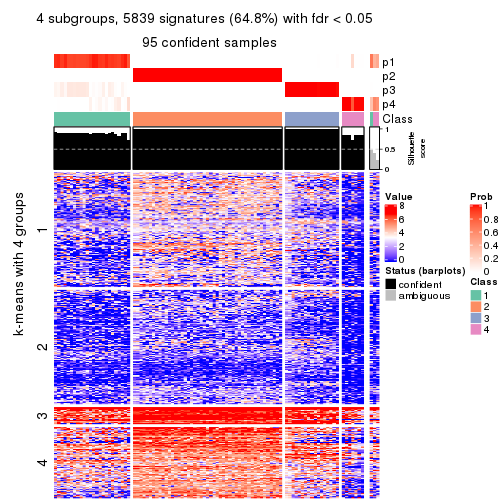 4 subgroups, 5839 signatures (64.8%) with fdr < 0.05
95 confident samples
p1
p2
p3
p4
Class
1
0.5
0
Silhouette
score
k-means with 4 groups
1
2
3
4
Value
8
6
4
2
0
Status (barplots)
confident
ambiguous
Prob
1
0.8
0.6
0.4
0.2
0
Class
1
2
3
4